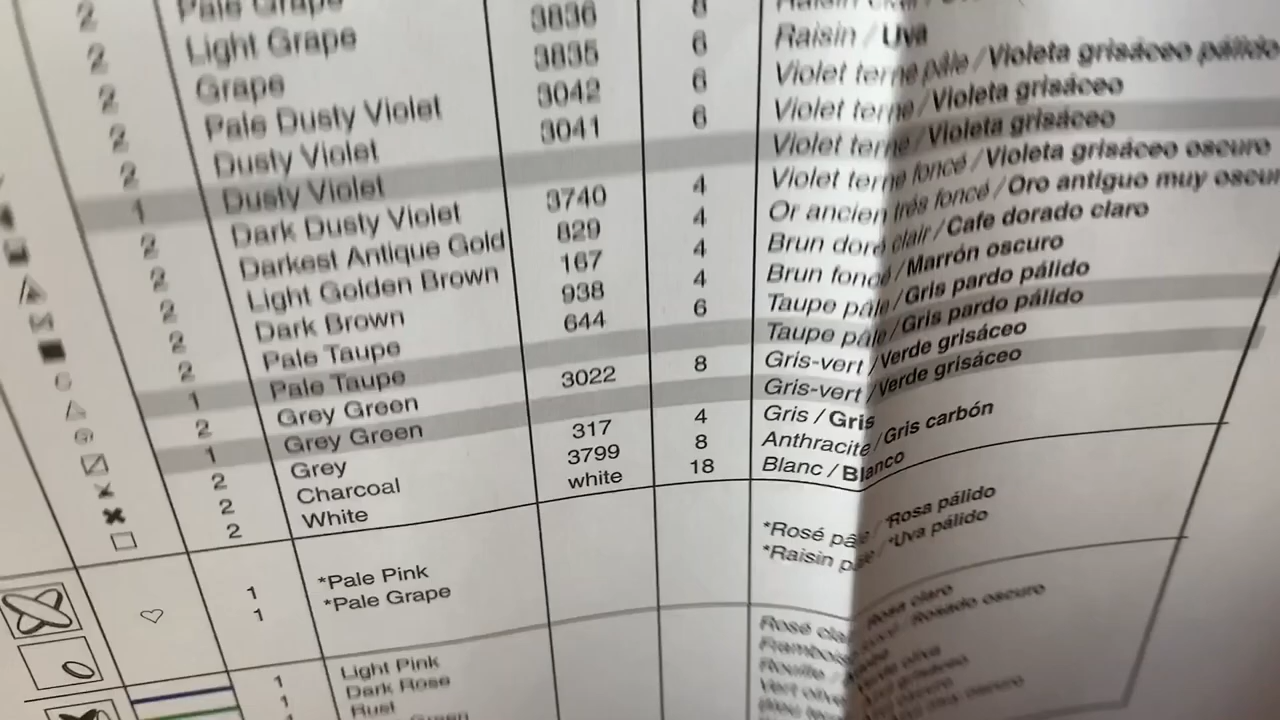 2 Pale Grape 3836 8
2 Light Grape 3835 6 Raisin / Uva
2 Grape 3042 6 Violet terne pâle / Violeta grisáceo pálido
2 Pale Dusty Violet 3041 6 Violet terne / Violeta grisáceo
2 Dusty Violet Violet terne / Violeta grisáceo
1 Dusty Violet 3740 4 Violet terne foncé / Violeta grisáceo oscuro
2 Dark Dusty Violet 829 4 Or ancien très foncé / Oro antiguo muy oscur
2 Darkest Antique Gold 167 4 Brun doré clair / Cafe dorado claro
2 Light Golden Brown 938 4 Brun foncé / Marrón oscuro
2 Dark Brown 644 6 Taupe pâle / Gris pardo pálido
2 Pale Taupe Taupe pâle / Gris pardo pálido
1 Pale Taupe 3022 8 Gris-vert / Verde grisáceo
2 Grey Green Gris-vert / Verde grisáceo
1 Grey Green 317 4 Gris / Gris
2 Grey 3799 8 Anthracite / Gris carbón
2 Charcoal white 18 Blanc / Blanco
2 White
1 *Pale Pink *Rosé pâle / *Rosa pálido
1 *Pale Grape *Raisin pâle / *Uva pálido
1 Light Pink
1 Dark Rose
1 Rust
Green